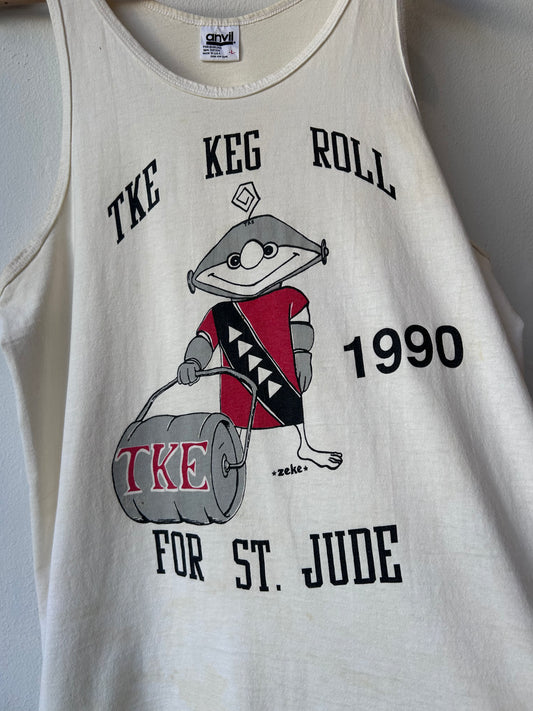 anvil
L
TKE KEG ROLL
1990
TKE
*zeke*
FOR ST. JUDE